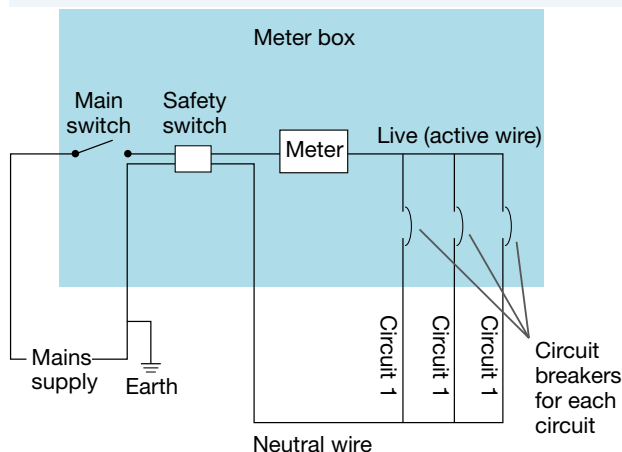 Meter box
Main
switch
Safety
switch
Meter
Live (active wire)
Circuit 1
Circuit 1
Circuit 1
Mains
supply
Earth
Circuit
breakers
for each
circuit
Neutral wire